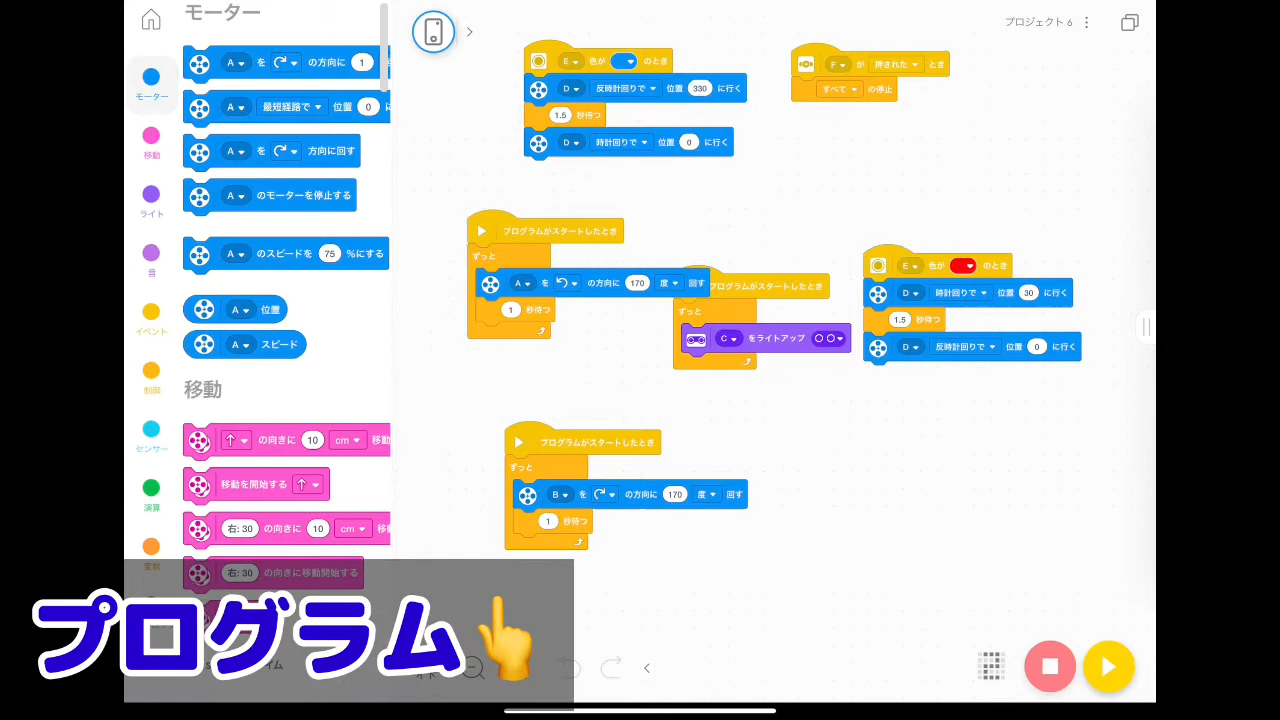 モーター
プロジェクト 6
モーター
移動
ライト
音
イベント
制御
センサー
演算
変数
A を の方向に 1
A 最短経路で 位置 0 に
A を 方向に回す
A のモーターを停止する
A のスピードを 75 %にする
A 位置
A スピード
移動
の向きに 10 cm 移動
移動を開始する
右: 30 の向きに 10 cm 移
右: 30 の向きに移動開始する
E 色が のとき
D 反時計回りで 位置 330 に行く
1.5 秒待つ
D 時計回りで 位置 0 に行く
F が 押された とき
すべて の停止
プログラムがスタートしたとき
ずっと
A を の方向に 170 度 回す
1 秒待つ
プログラムがスタートしたとき
ずっと
C をライトアップ
E 色が のとき
D 時計回りで 位置 30 に行く
1.5 秒待つ
D 反時計回りで 位置 0 に行く
プログラムがスタートしたとき
ずっと
B を の方向に 170 度 回す
1 秒待つ
プログラム👆